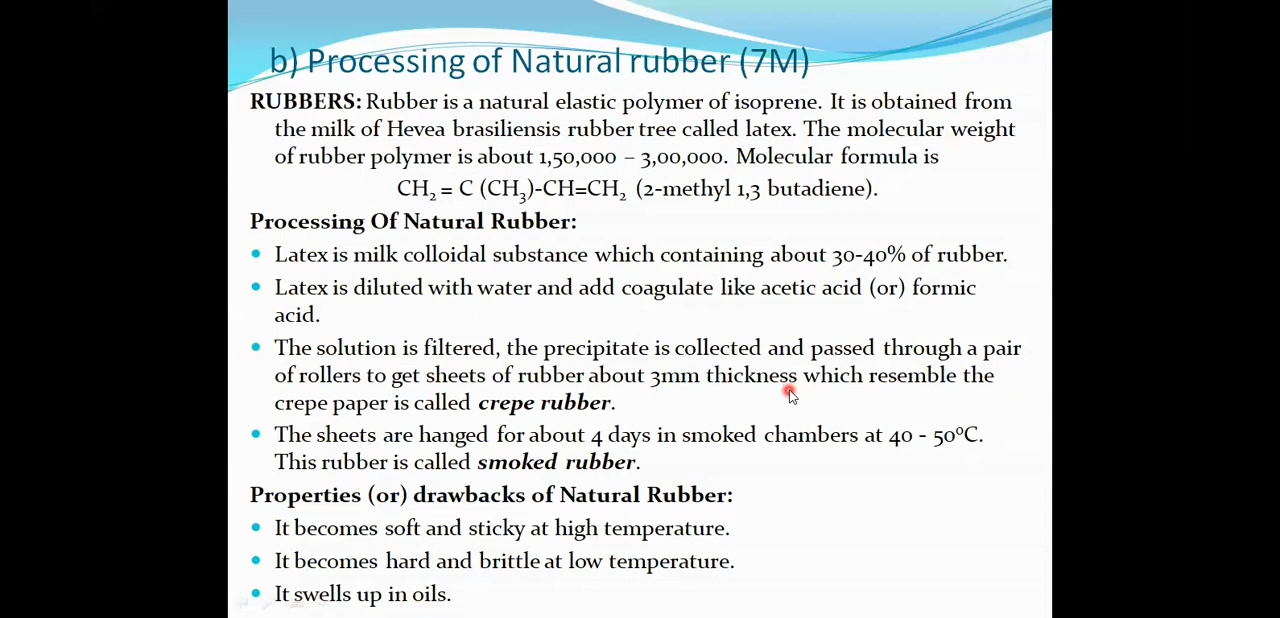 b) Processing of Natural rubber (7M)
RUBBERS: Rubber is a natural elastic polymer of isoprene. It is obtained from
the milk of Hevea brasiliensis rubber tree called latex. The molecular weight
of rubber polymer is about 1,50,000 – 3,00,000. Molecular formula is
CH₂ = C (CH₃)-CH=CH₂ (2-methyl 1,3 butadiene).
Processing Of Natural Rubber:
• Latex is milk colloidal substance which containing about 30-40% of rubber.
• Latex is diluted with water and add coagulate like acetic acid (or) formic
acid.
• The solution is filtered, the precipitate is collected and passed through a pair
of rollers to get sheets of rubber about 3mm thickness which resemble the
crepe paper is called crepe rubber.
• The sheets are hanged for about 4 days in smoked chambers at 40 - 50⁰C.
This rubber is called smoked rubber.
Properties (or) drawbacks of Natural Rubber:
• It becomes soft and sticky at high temperature.
• It becomes hard and brittle at low temperature.
• It swells up in oils.